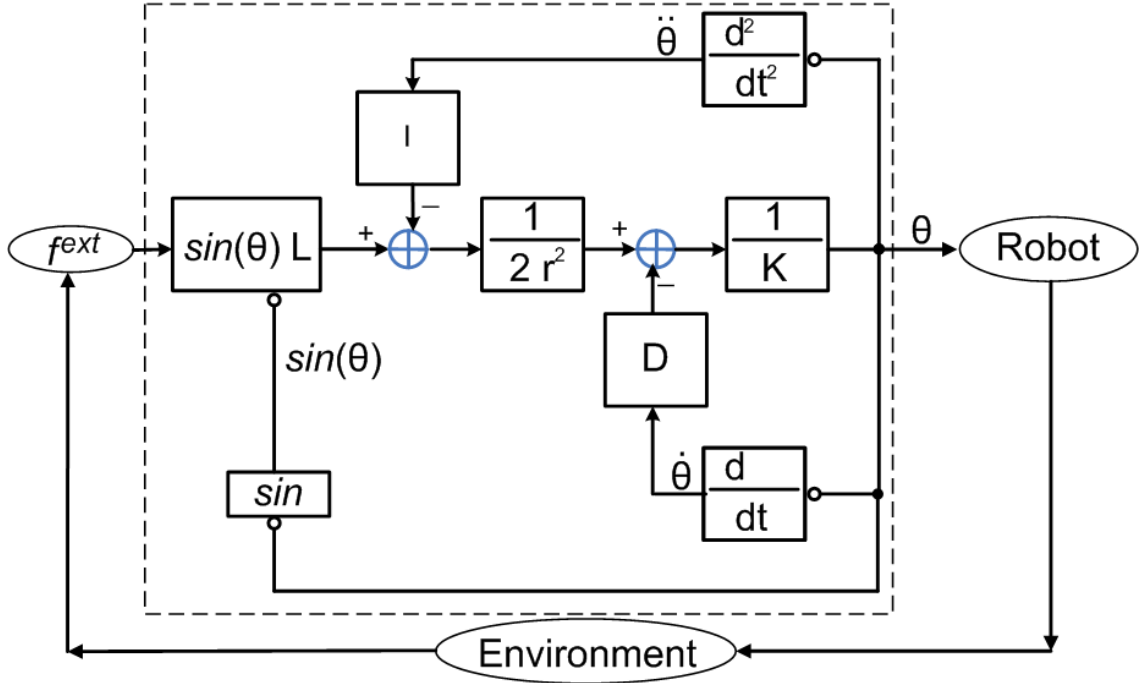 θ̈
d²
dt²
I
–
f^ext
sin(θ) L
+
1
2 r²
+
1
K
θ
Robot
–
D
sin(θ)
θ̇
d
dt
sin
Environment